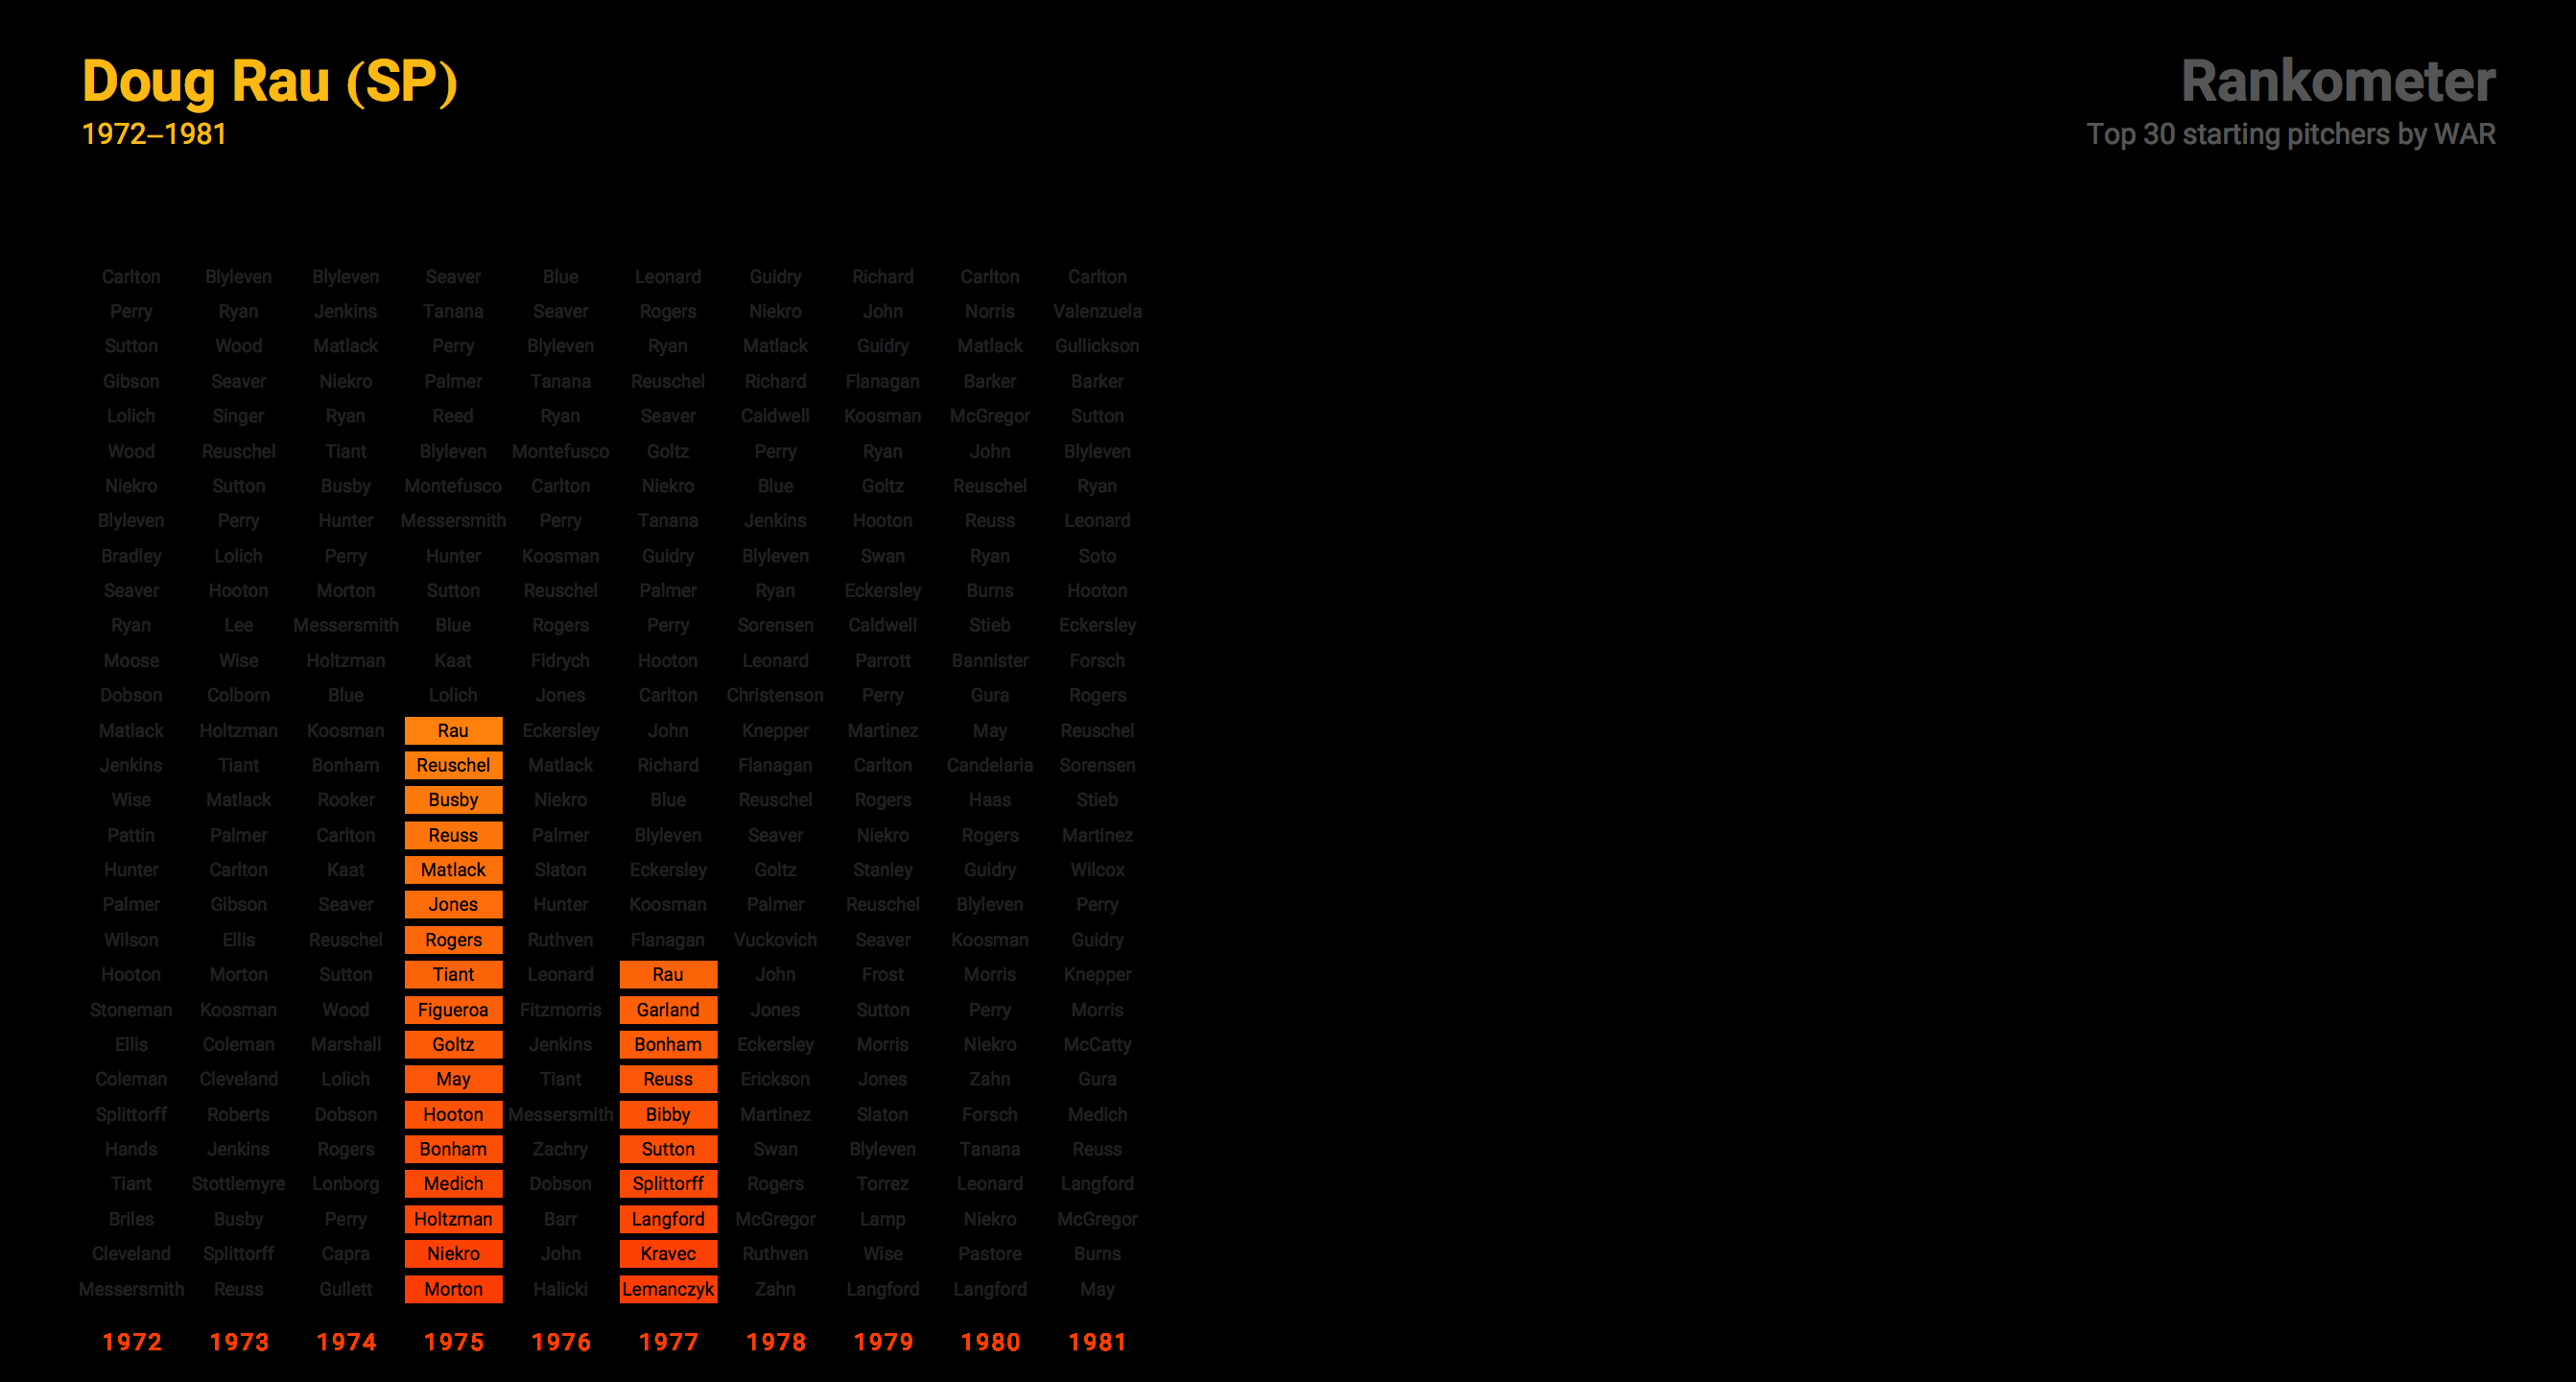 Doug Rau (SP)
1972–1981
Rankometer
Top 30 starting pitchers by WAR
Carlton Blyleven Blyleven Seaver Blue Leonard Guidry Richard Carlton Carlton
Perry Ryan Jenkins Tanana Seaver Rogers Niekro John Norris Valenzuela
Sutton Wood Matlack Perry Blyleven Ryan Matlack Guidry Matlack Gullickson
Gibson Seaver Niekro Palmer Tanana Reuschel Richard Flanagan Barker Barker
Lolich Singer Ryan Reed Ryan Seaver Caldwell Koosman McGregor Sutton
Wood Reuschel Tiant Blyleven Montefusco Goltz Perry Ryan John Blyleven
Niekro Sutton Busby Montefusco Carlton Niekro Blue Goltz Reuschel Ryan
Blyleven Perry Hunter Messersmith Perry Tanana Jenkins Hooton Reuss Leonard
Bradley Lolich Perry Hunter Koosman Guidry Blyleven Swan Ryan Soto
Seaver Hooton Morton Sutton Reuschel Palmer Ryan Eckersley Burns Hooton
Ryan Lee Messersmith Blue Rogers Perry Sorensen Caldwell Stieb Eckersley
Moose Wise Holtzman Kaat Fidrych Hooton Leonard Parrott Bannister Forsch
Dobson Colborn Blue Lolich Jones Carlton Christenson Perry Gura Rogers
Matlack Holtzman Koosman Rau Eckersley John Knepper Martinez May Reuschel
Jenkins Tiant Bonham Reuschel Matlack Richard Flanagan Carlton Candelaria Sorensen
Wise Matlack Rooker Busby Niekro Blue Reuschel Rogers Haas Stieb
Pattin Palmer Carlton Reuss Palmer Blyleven Seaver Niekro Rogers Martinez
Hunter Carlton Kaat Matlack Slaton Eckersley Goltz Stanley Guidry Wilcox
Palmer Gibson Seaver Jones Hunter Koosman Palmer Reuschel Blyleven Perry
Wilson Ellis Reuschel Rogers Ruthven Flanagan Vuckovich Seaver Koosman Guidry
Hooton Morton Sutton Tiant Leonard Rau John Frost Morris Knepper
Stoneman Koosman Wood Figueroa Fitzmorris Garland Jones Sutton Perry Morris
Ellis Coleman Marshall Goltz Jenkins Bonham Eckersley Morris Niekro McCatty
Coleman Cleveland Lolich May Tiant Reuss Erickson Jones Zahn Gura
Splittorff Roberts Dobson Hooton Messersmith Bibby Martinez Slaton Forsch Medich
Hands Jenkins Rogers Bonham Zachry Sutton Swan Blyleven Tanana Reuss
Tiant Stottlemyre Lonborg Medich Dobson Splittorff Rogers Torrez Leonard Langford
Briles Busby Perry Holtzman Barr Langford McGregor Lamp Niekro McGregor
Cleveland Splittorff Capra Niekro John Kravec Ruthven Wise Pastore Burns
Messersmith Reuss Gullett Morton Halicki Lemanczyk Zahn Langford Langford May
1972 1973 1974 1975 1976 1977 1978 1979 1980 1981